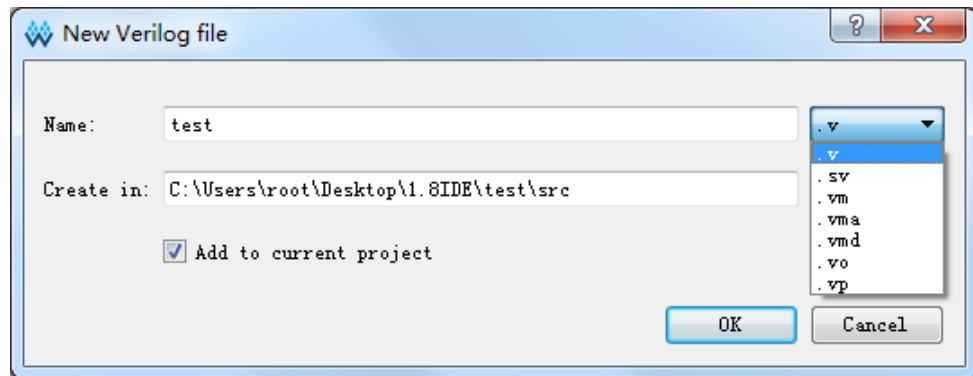 New Verilog file
Name: test .v
.v
Create in: C:\Users\root\Desktop\1.8IDE\test\src
.sv
.vm
.vma
Add to current project
.vmd
.vo
.vp
OK Cancel